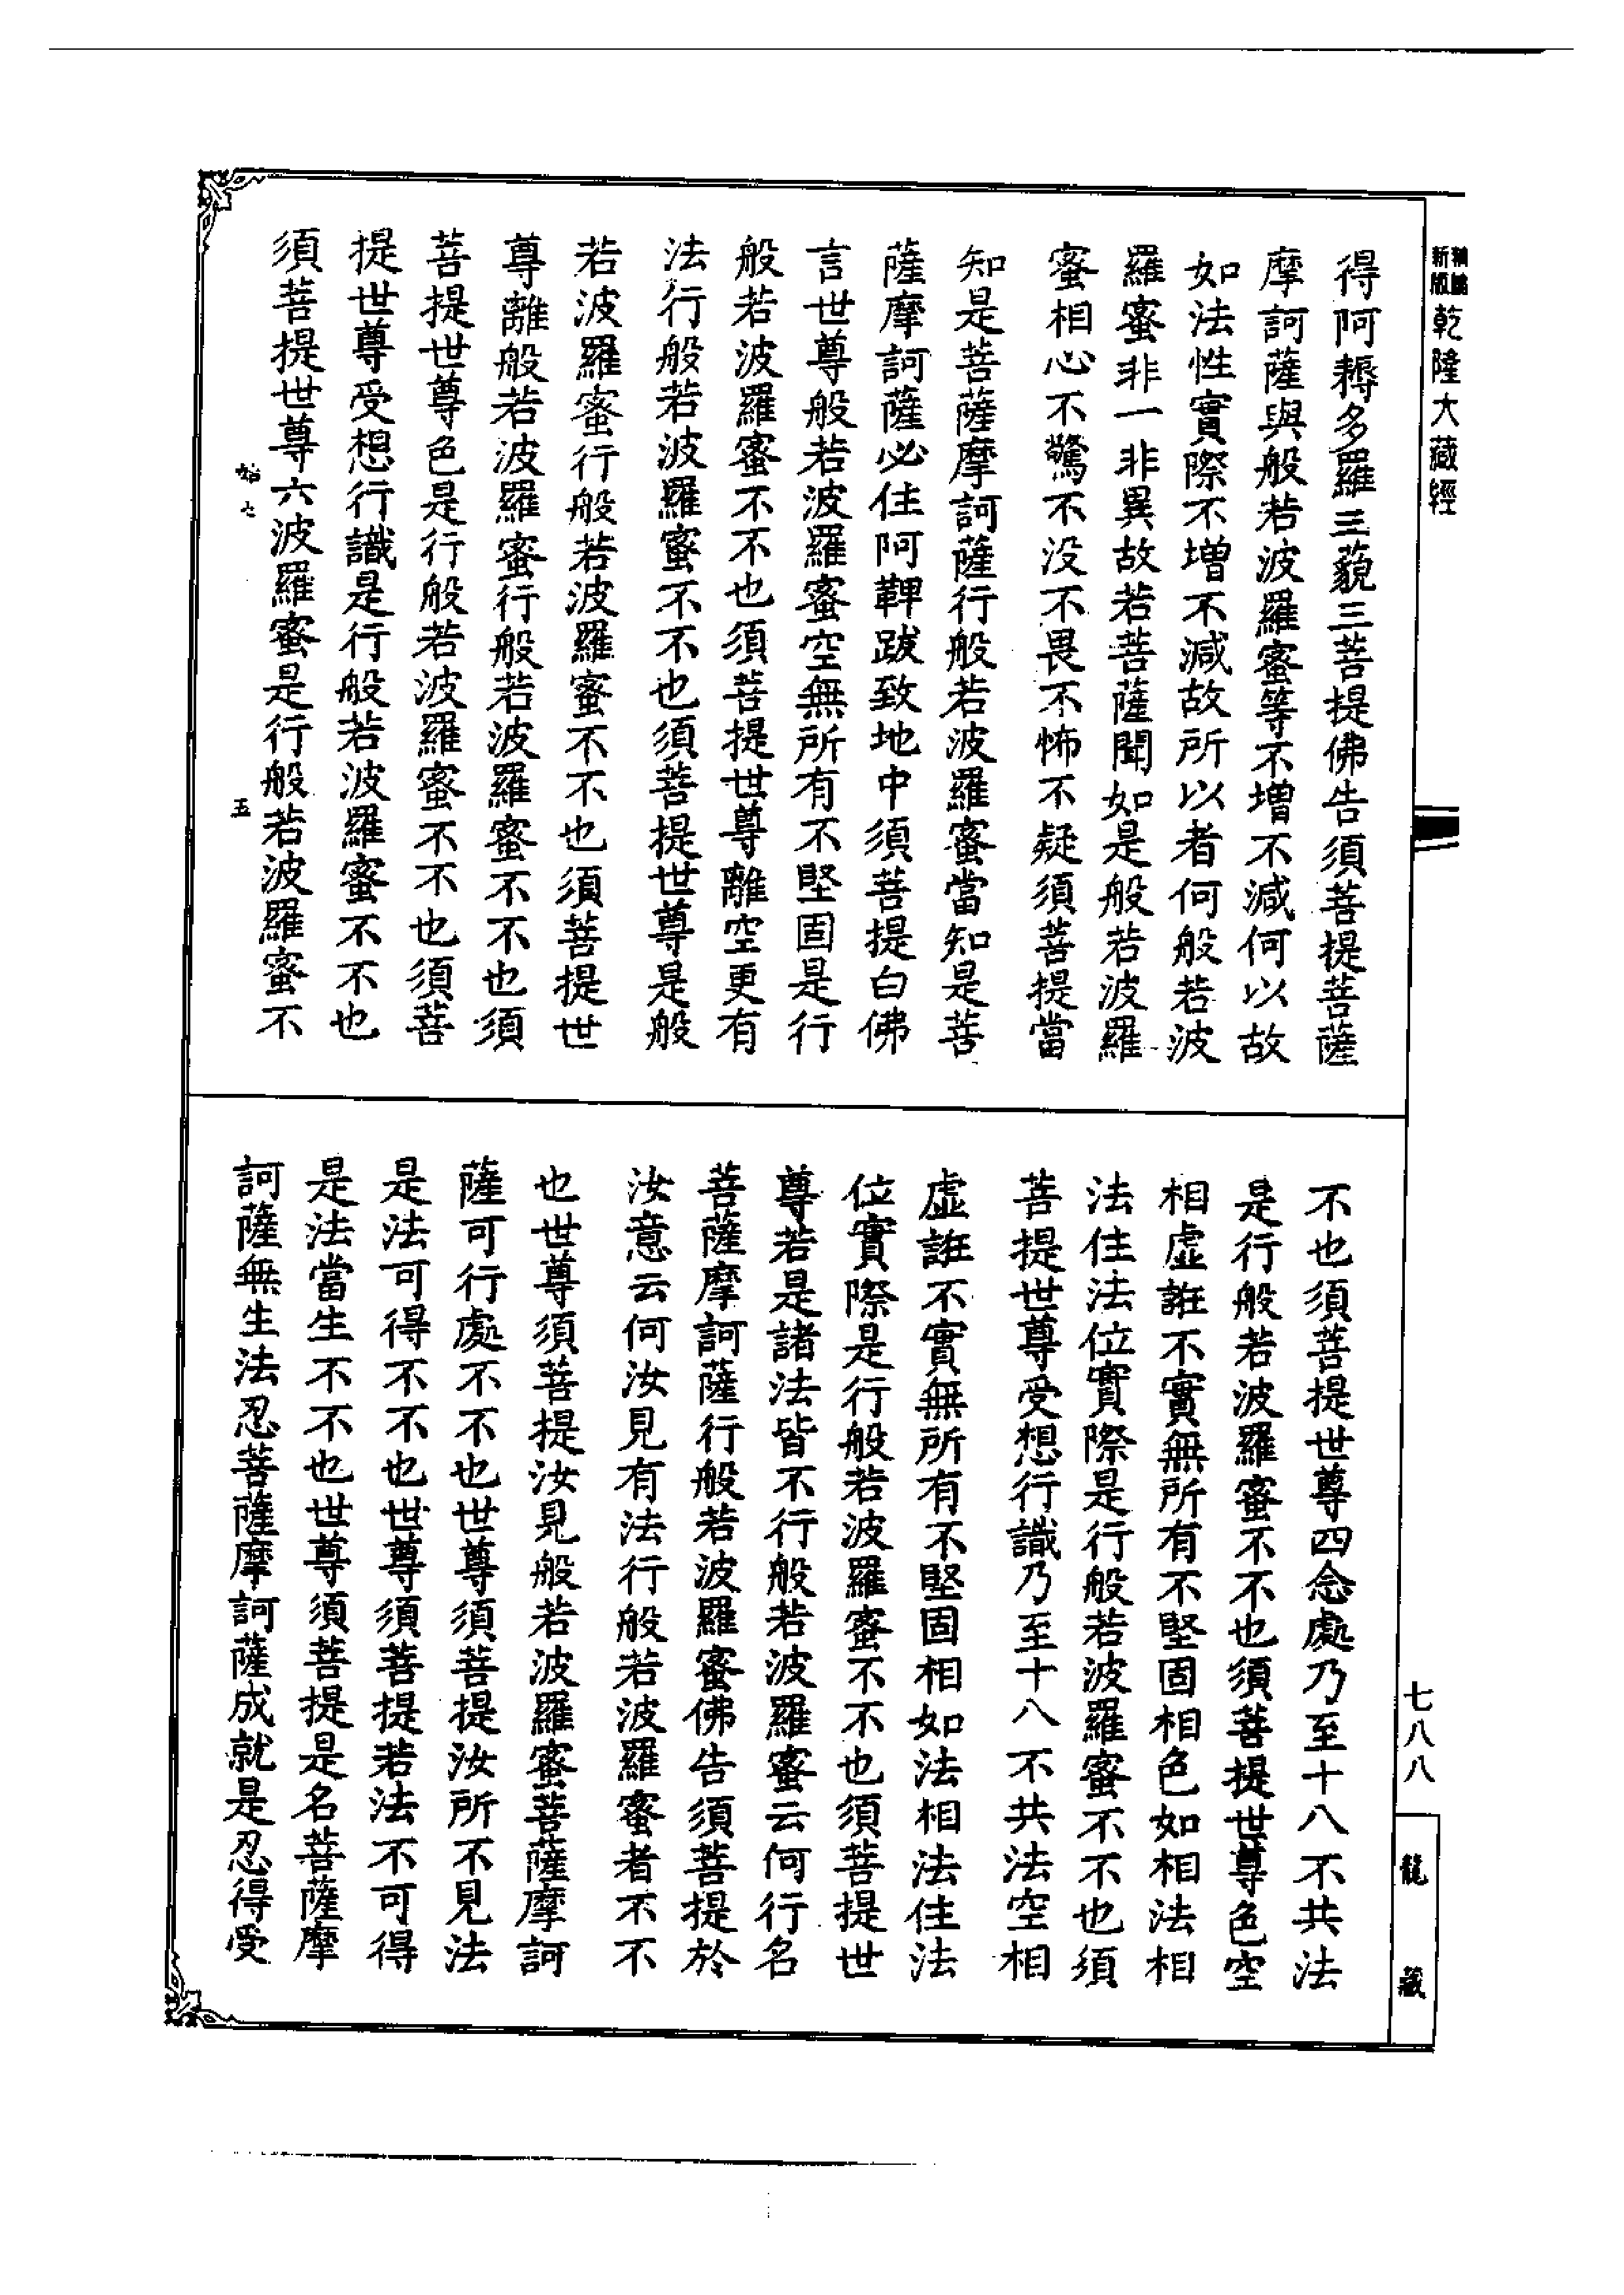 新版乾隆大藏經
得阿耨多羅三藐三菩提佛告須菩提菩薩
摩訶薩與般若波羅蜜等不增不減何以故
如法性實際不增不減故所以者何般若波
羅蜜非一非異故若菩薩聞如是般若波羅
蜜相心不驚不沒不畏不怖不疑須菩提當
知是菩薩摩訶薩行般若波羅蜜當知是菩
薩摩訶薩必住阿鞞跋致地中須菩提白佛
言世尊般若波羅蜜空無所有不堅固是行
般若波羅蜜不不也須菩提世尊離空更有
法行般若波羅蜜不不也須菩提世尊是般
若波羅蜜行般若波羅蜜不不也須菩提世
尊離般若波羅蜜行般若波羅蜜不不也須
菩提世尊色是行般若波羅蜜不不也須菩
提世尊受想行識是行般若波羅蜜不不也
須菩提世尊六波羅蜜是行般若波羅蜜不
七 五
不也須菩提世尊四念處乃至十八不共法
是行般若波羅蜜不不也須菩提世尊色空
相虛誑不實無所有不堅固相色如相法相
法住法位實際是行般若波羅蜜不不也須
菩提世尊受想行識乃至十八不共法空相
虛誑不實無所有不堅固相如法相法住法
位實際是行般若波羅蜜不不也須菩提世
尊若是諸法皆不行般若波羅蜜云何行名
菩薩摩訶薩行般若波羅蜜佛告須菩提於
汝意云何汝見有法行般若波羅蜜者不不
也世尊須菩提汝見般若波羅蜜菩薩摩訶
薩可行處不不也世尊須菩提汝所不見法
是法可得不不也世尊須菩提若法不可得
是法當生不不也世尊須菩提是名菩薩摩
訶薩無生法忍菩薩摩訶薩成就是忍得受
七八八
龍藏